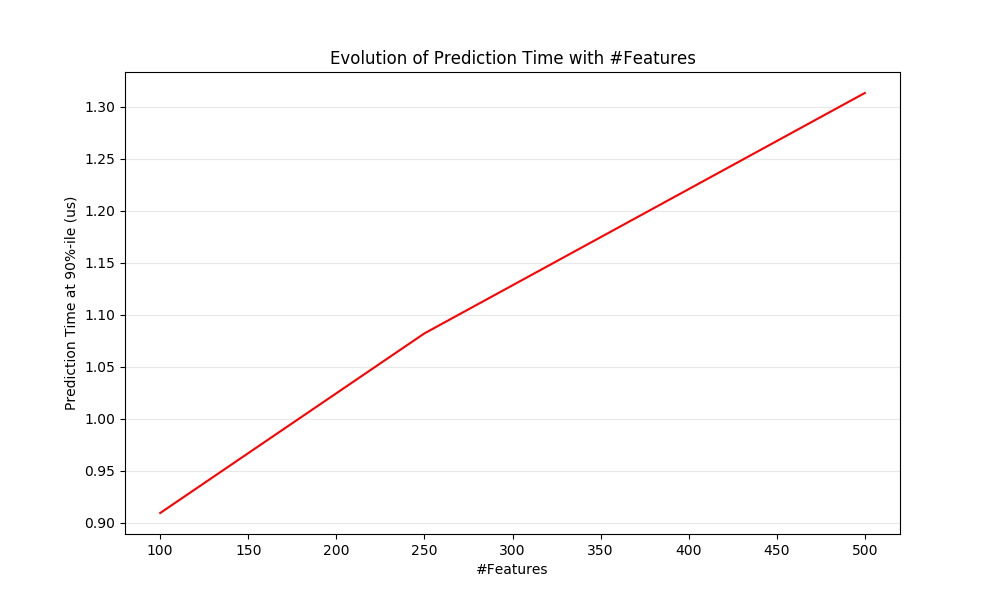 Evolution of Prediction Time with #Features
Prediction Time at 90%-ile (us)
1.30
1.25
1.20
1.15
1.10
1.05
1.00
0.95
0.90
100 150 200 250 300 350 400 450 500
#Features